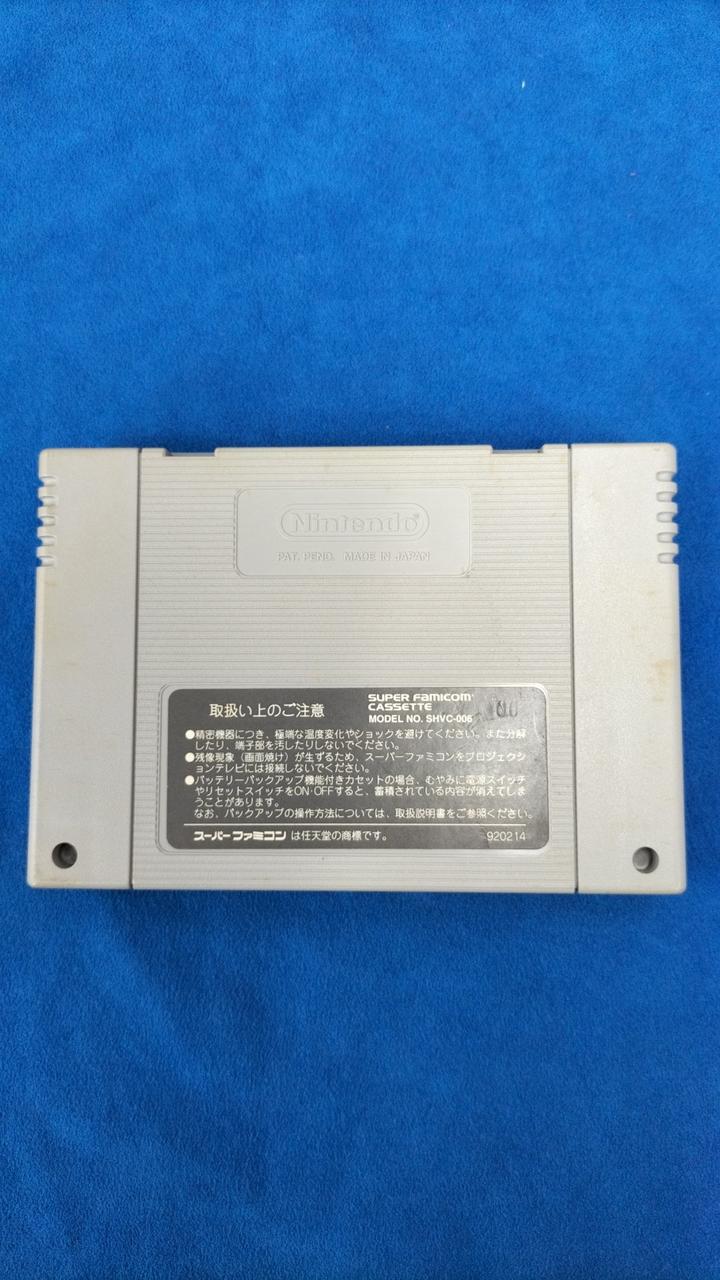 Nintendo®
PAT. PEND. MADE IN JAPAN
取扱い上のご注意
SUPER FAMICOM
CASSETTE
MODEL NO. SHVC-006
●精密機器につき、極端な温度変化やショックを避けてください。また分解
したり、端子部を汚したりしないでください。
●残像現象（画面焼け）が生ずるため、スーパーファミコンをプロジェクシ
ョンテレビには接続しないでください。
●バッテリーバックアップ機能付きカセットの場合、むやみに電源スイッチ
やリセットスイッチをON・OFFすると、蓄積されている内容が消えてしま
うことがあります。
なお、バックアップの操作方法については、取扱説明書をご参照ください。
スーパーファミコン は任天堂の商標です。
920214